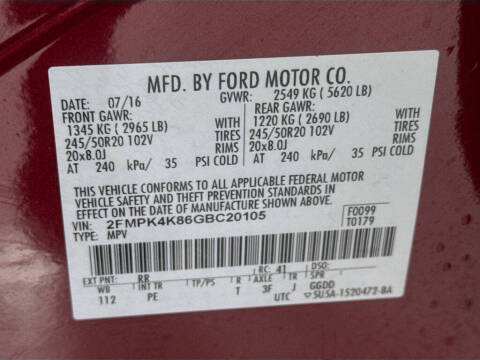 MFD. BY FORD MOTOR CO.
DATE: 07/16 GVWR: 2549 KG ( 5620 LB)
FRONT GAWR: REAR GAWR:
1345 KG ( 2965 LB) WITH 1220 KG ( 2690 LB) WITH
245/50R20 102V TIRES 245/50R20 102V TIRES
20x8.0J RIMS 20x8.0J RIMS
AT 240 kPa/ 35 PSI COLD AT 240 kPa/ 35 PSI COLD
THIS VEHICLE CONFORMS TO ALL APPLICABLE FEDERAL MOTOR
VEHICLE SAFETY AND THEFT PREVENTION STANDARDS IN
EFFECT ON THE DATE OF MANUFACTURE SHOWN ABOVE.
VIN: 2FMPK4K86GBC20105 F0099
TYPE: MPV T0179
EXT PNT: RR RC: 41 DSO:
WB INT TR TP/PS R AXLE TR SPR
112 PE T 3F J GGDD
UTC SU5A-1520472-BA